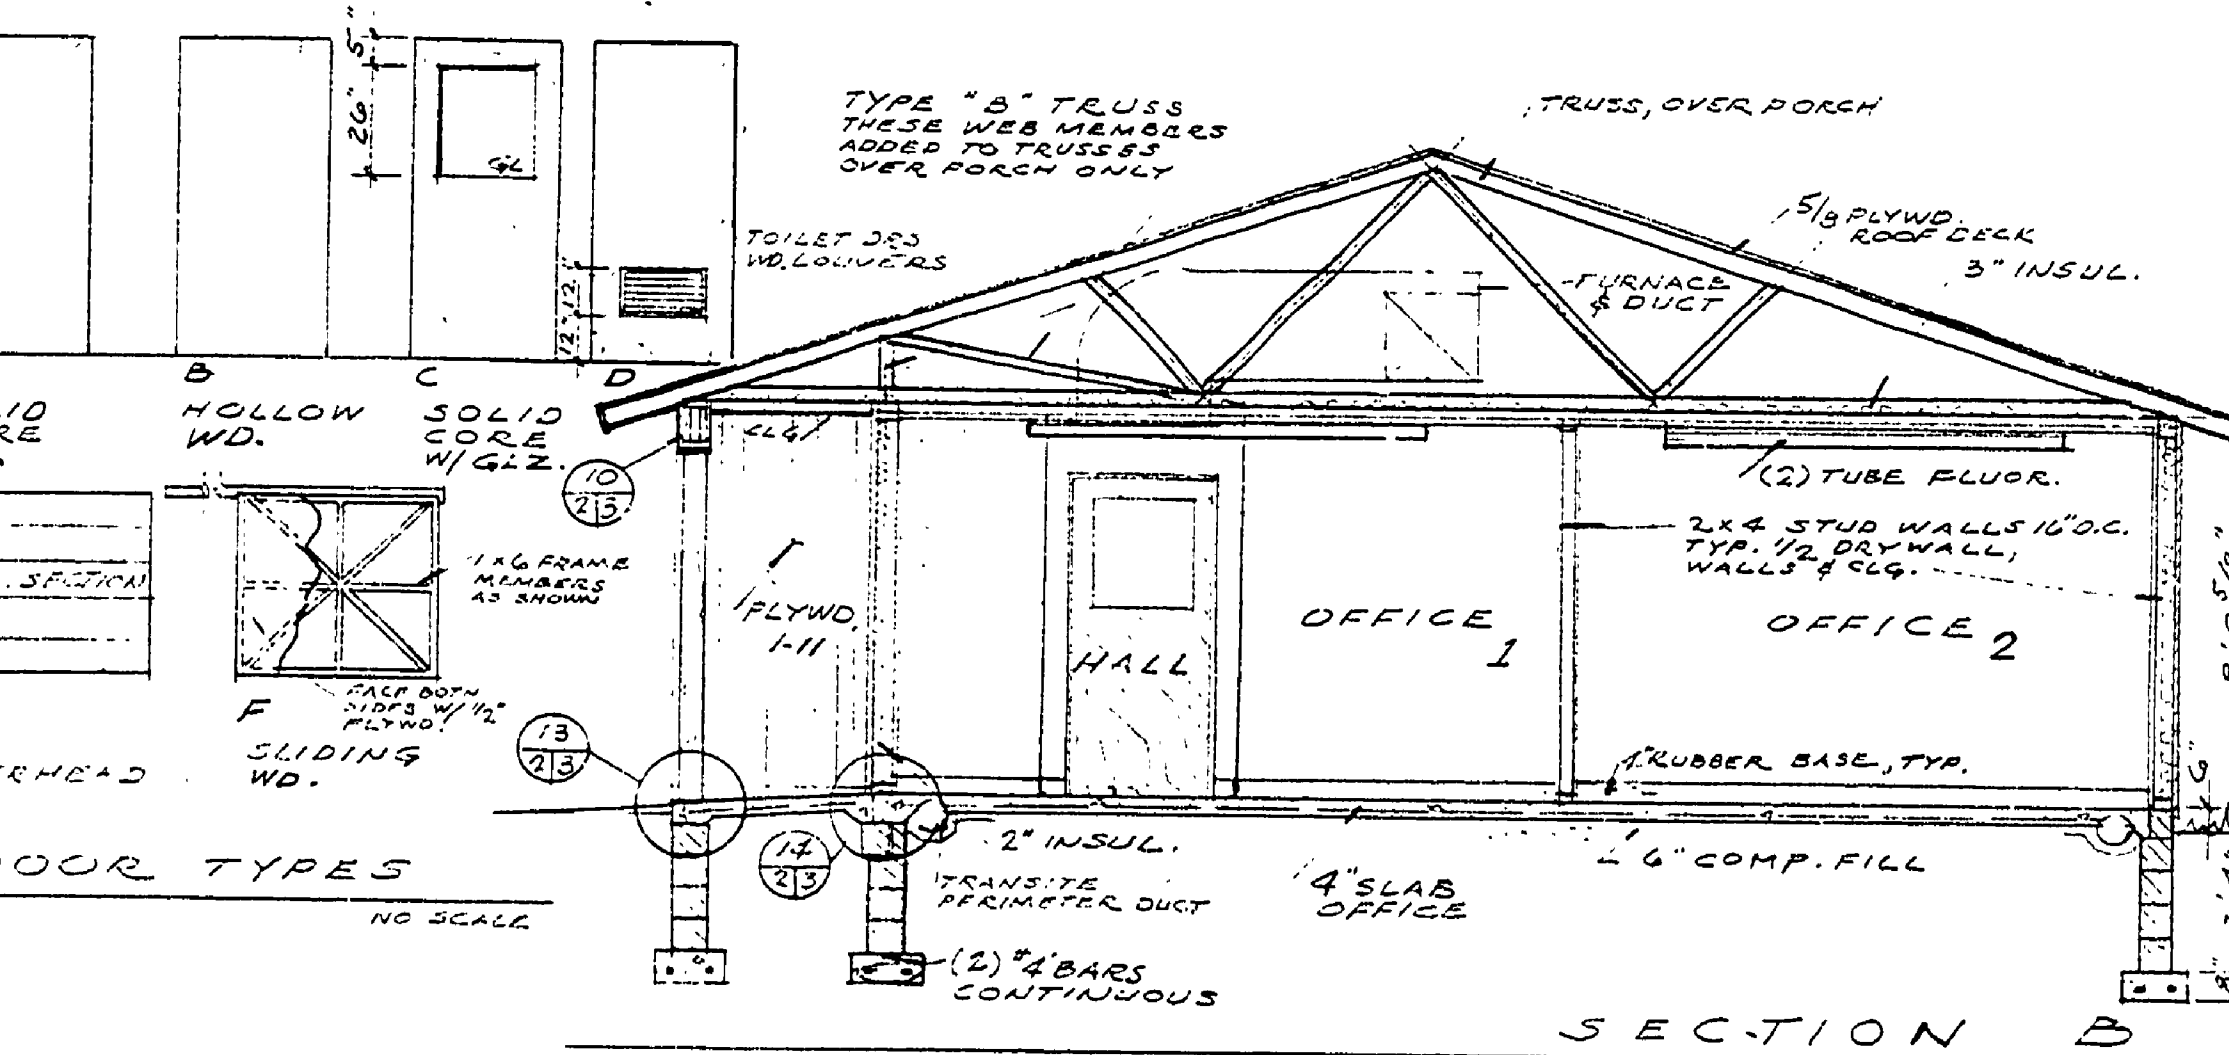 5"
26"
GL
12"
12"
TOILET DRS
WD. LOUVERS
B
C
D
HOLLOW
WD.
SOLID
CORE
W/ GLZ.
SECTION
1x6 FRAME
MEMBERS
AS SHOWN
FACE BOTH
SIDES W/ 1/2"
PLYWD.
F
SLIDING
WD.
DOOR TYPES
NO SCALE
TYPE "B" TRUSS
THESE WEB MEMBERS
ADDED TO TRUSSES
OVER PORCH ONLY
TRUSS, OVER PORCH
5/8 PLYWD.
ROOF DECK
3" INSUL.
FURNACE
& DUCT
CLG
10
2 3
(2) TUBE FLUOR.
2x4 STUD WALLS 16" O.C.
TYP. 1/2 DRYWALL,
WALLS & CLG.
PLYWD.
1-11
HALL
OFFICE
1
OFFICE
2
13
2 3
4" RUBBER BASE, TYP.
6"
14
2 3
2" INSUL.
TRANSITE
PERIMETER DUCT
4" SLAB
OFFICE
6" COMP. FILL
(2) #4 BARS
CONTINUOUS
8"
SECTION B